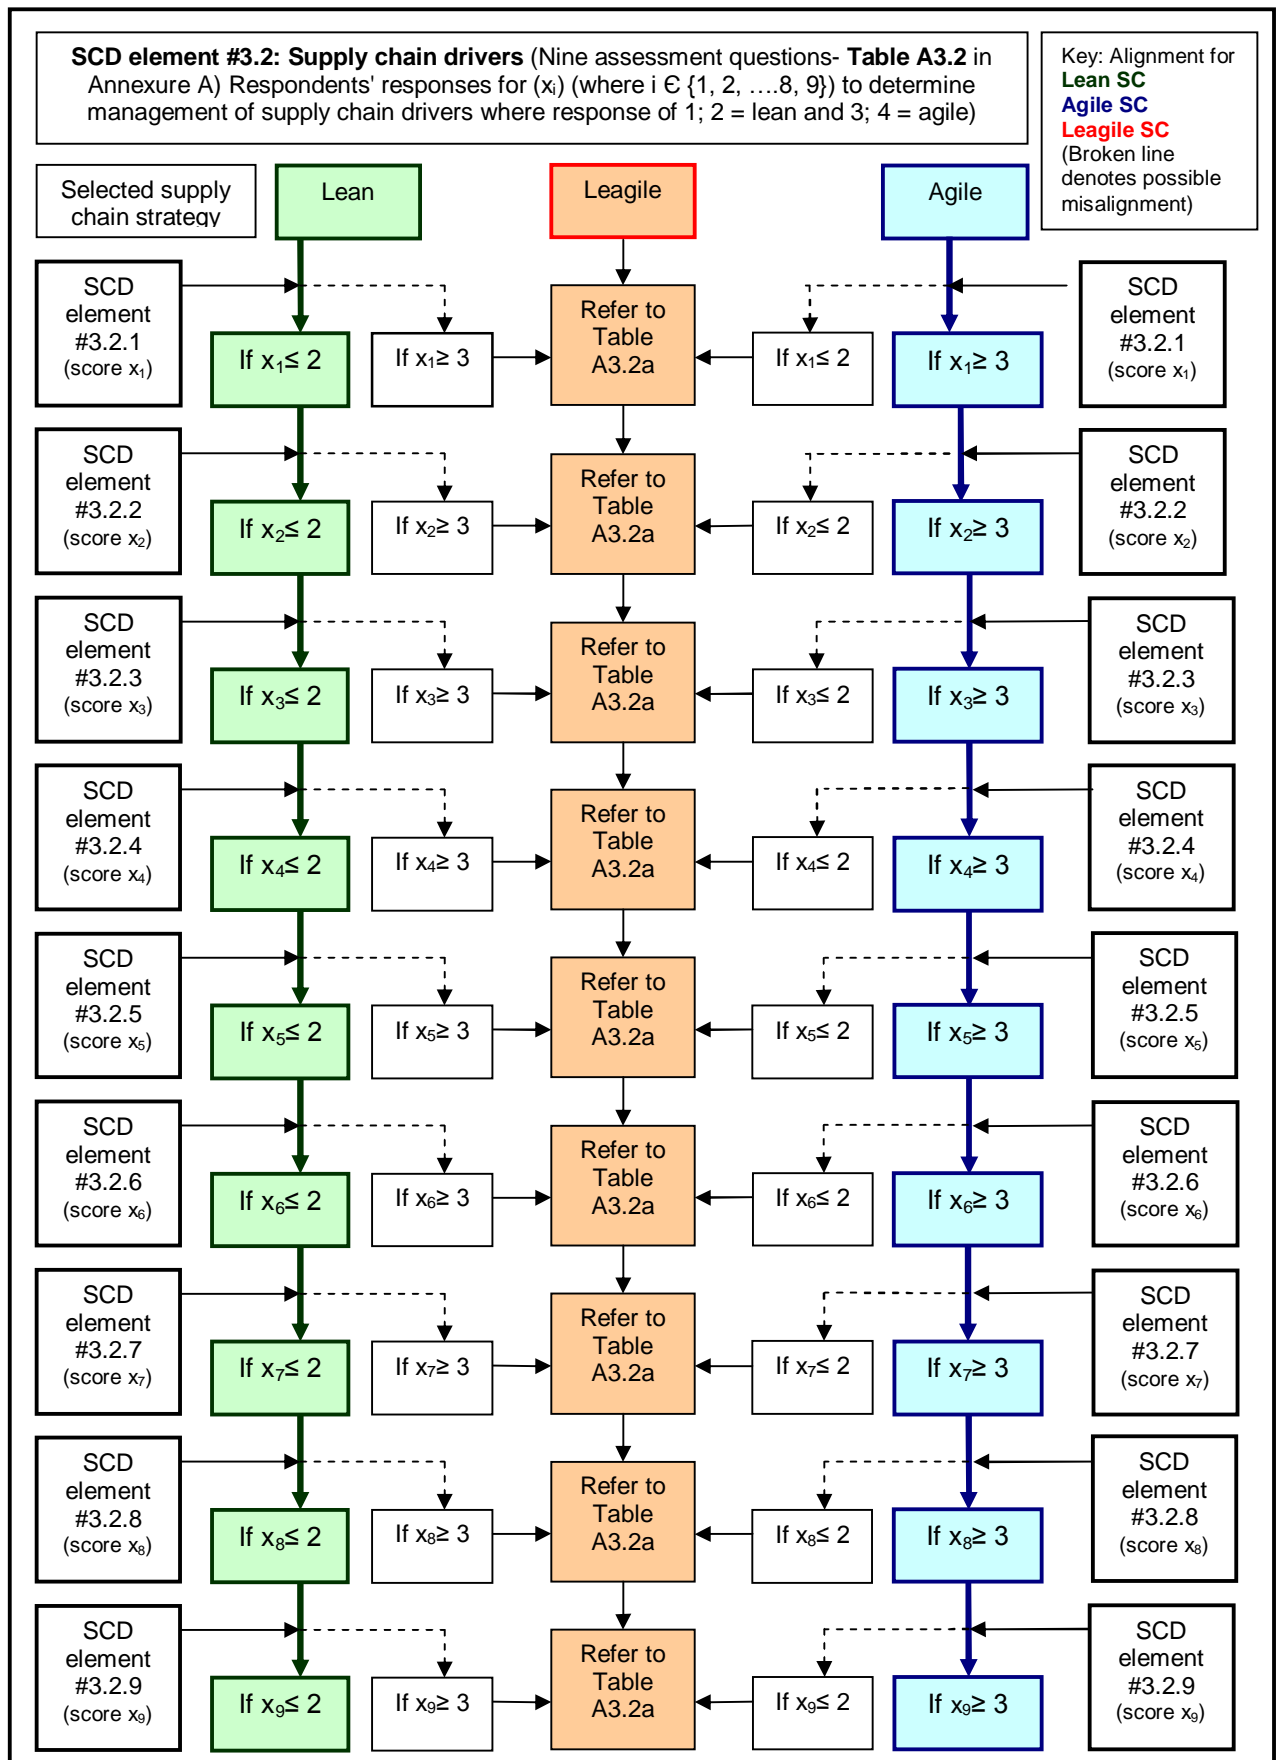 SCD element #3.2: Supply chain drivers (Nine assessment questions- Table A3.2 in
Annexure A) Respondents' responses for (xi) (where i Є {1, 2, ….8, 9}) to determine
management of supply chain drivers where response of 1; 2 = lean and 3; 4 = agile)
Key: Alignment for
Lean SC
Agile SC
Leagile SC
(Broken line
denotes possible
misalignment)
Selected supply
chain strategy
Lean
Leagile
Agile
SCD
element
#3.2.1
(score x1)
If x1≤ 2
If x1≥ 3
Refer to
Table
A3.2a
If x1≤ 2
If x1≥ 3
SCD
element
#3.2.1
(score x1)
SCD
element
#3.2.2
(score x2)
If x2≤ 2
If x2≥ 3
Refer to
Table
A3.2a
If x2≤ 2
If x2≥ 3
SCD
element
#3.2.2
(score x2)
SCD
element
#3.2.3
(score x3)
If x3≤ 2
If x3≥ 3
Refer to
Table
A3.2a
If x3≤ 2
If x3≥ 3
SCD
element
#3.2.3
(score x3)
SCD
element
#3.2.4
(score x4)
If x4≤ 2
If x4≥ 3
Refer to
Table
A3.2a
If x4≤ 2
If x4≥ 3
SCD
element
#3.2.4
(score x4)
SCD
element
#3.2.5
(score x5)
If x5≤ 2
If x5≥ 3
Refer to
Table
A3.2a
If x5≤ 2
If x5≥ 3
SCD
element
#3.2.5
(score x5)
SCD
element
#3.2.6
(score x6)
If x6≤ 2
If x6≥ 3
Refer to
Table
A3.2a
If x6≤ 2
If x6≥ 3
SCD
element
#3.2.6
(score x6)
SCD
element
#3.2.7
(score x7)
If x7≤ 2
If x7≥ 3
Refer to
Table
A3.2a
If x7≤ 2
If x7≥ 3
SCD
element
#3.2.7
(score x7)
SCD
element
#3.2.8
(score x8)
If x8≤ 2
If x8≥ 3
Refer to
Table
A3.2a
If x8≤ 2
If x8≥ 3
SCD
element
#3.2.8
(score x8)
SCD
element
#3.2.9
(score x9)
If x9≤ 2
If x9≥ 3
Refer to
Table
A3.2a
If x9≤ 2
If x9≥ 3
SCD
element
#3.2.9
(score x9)